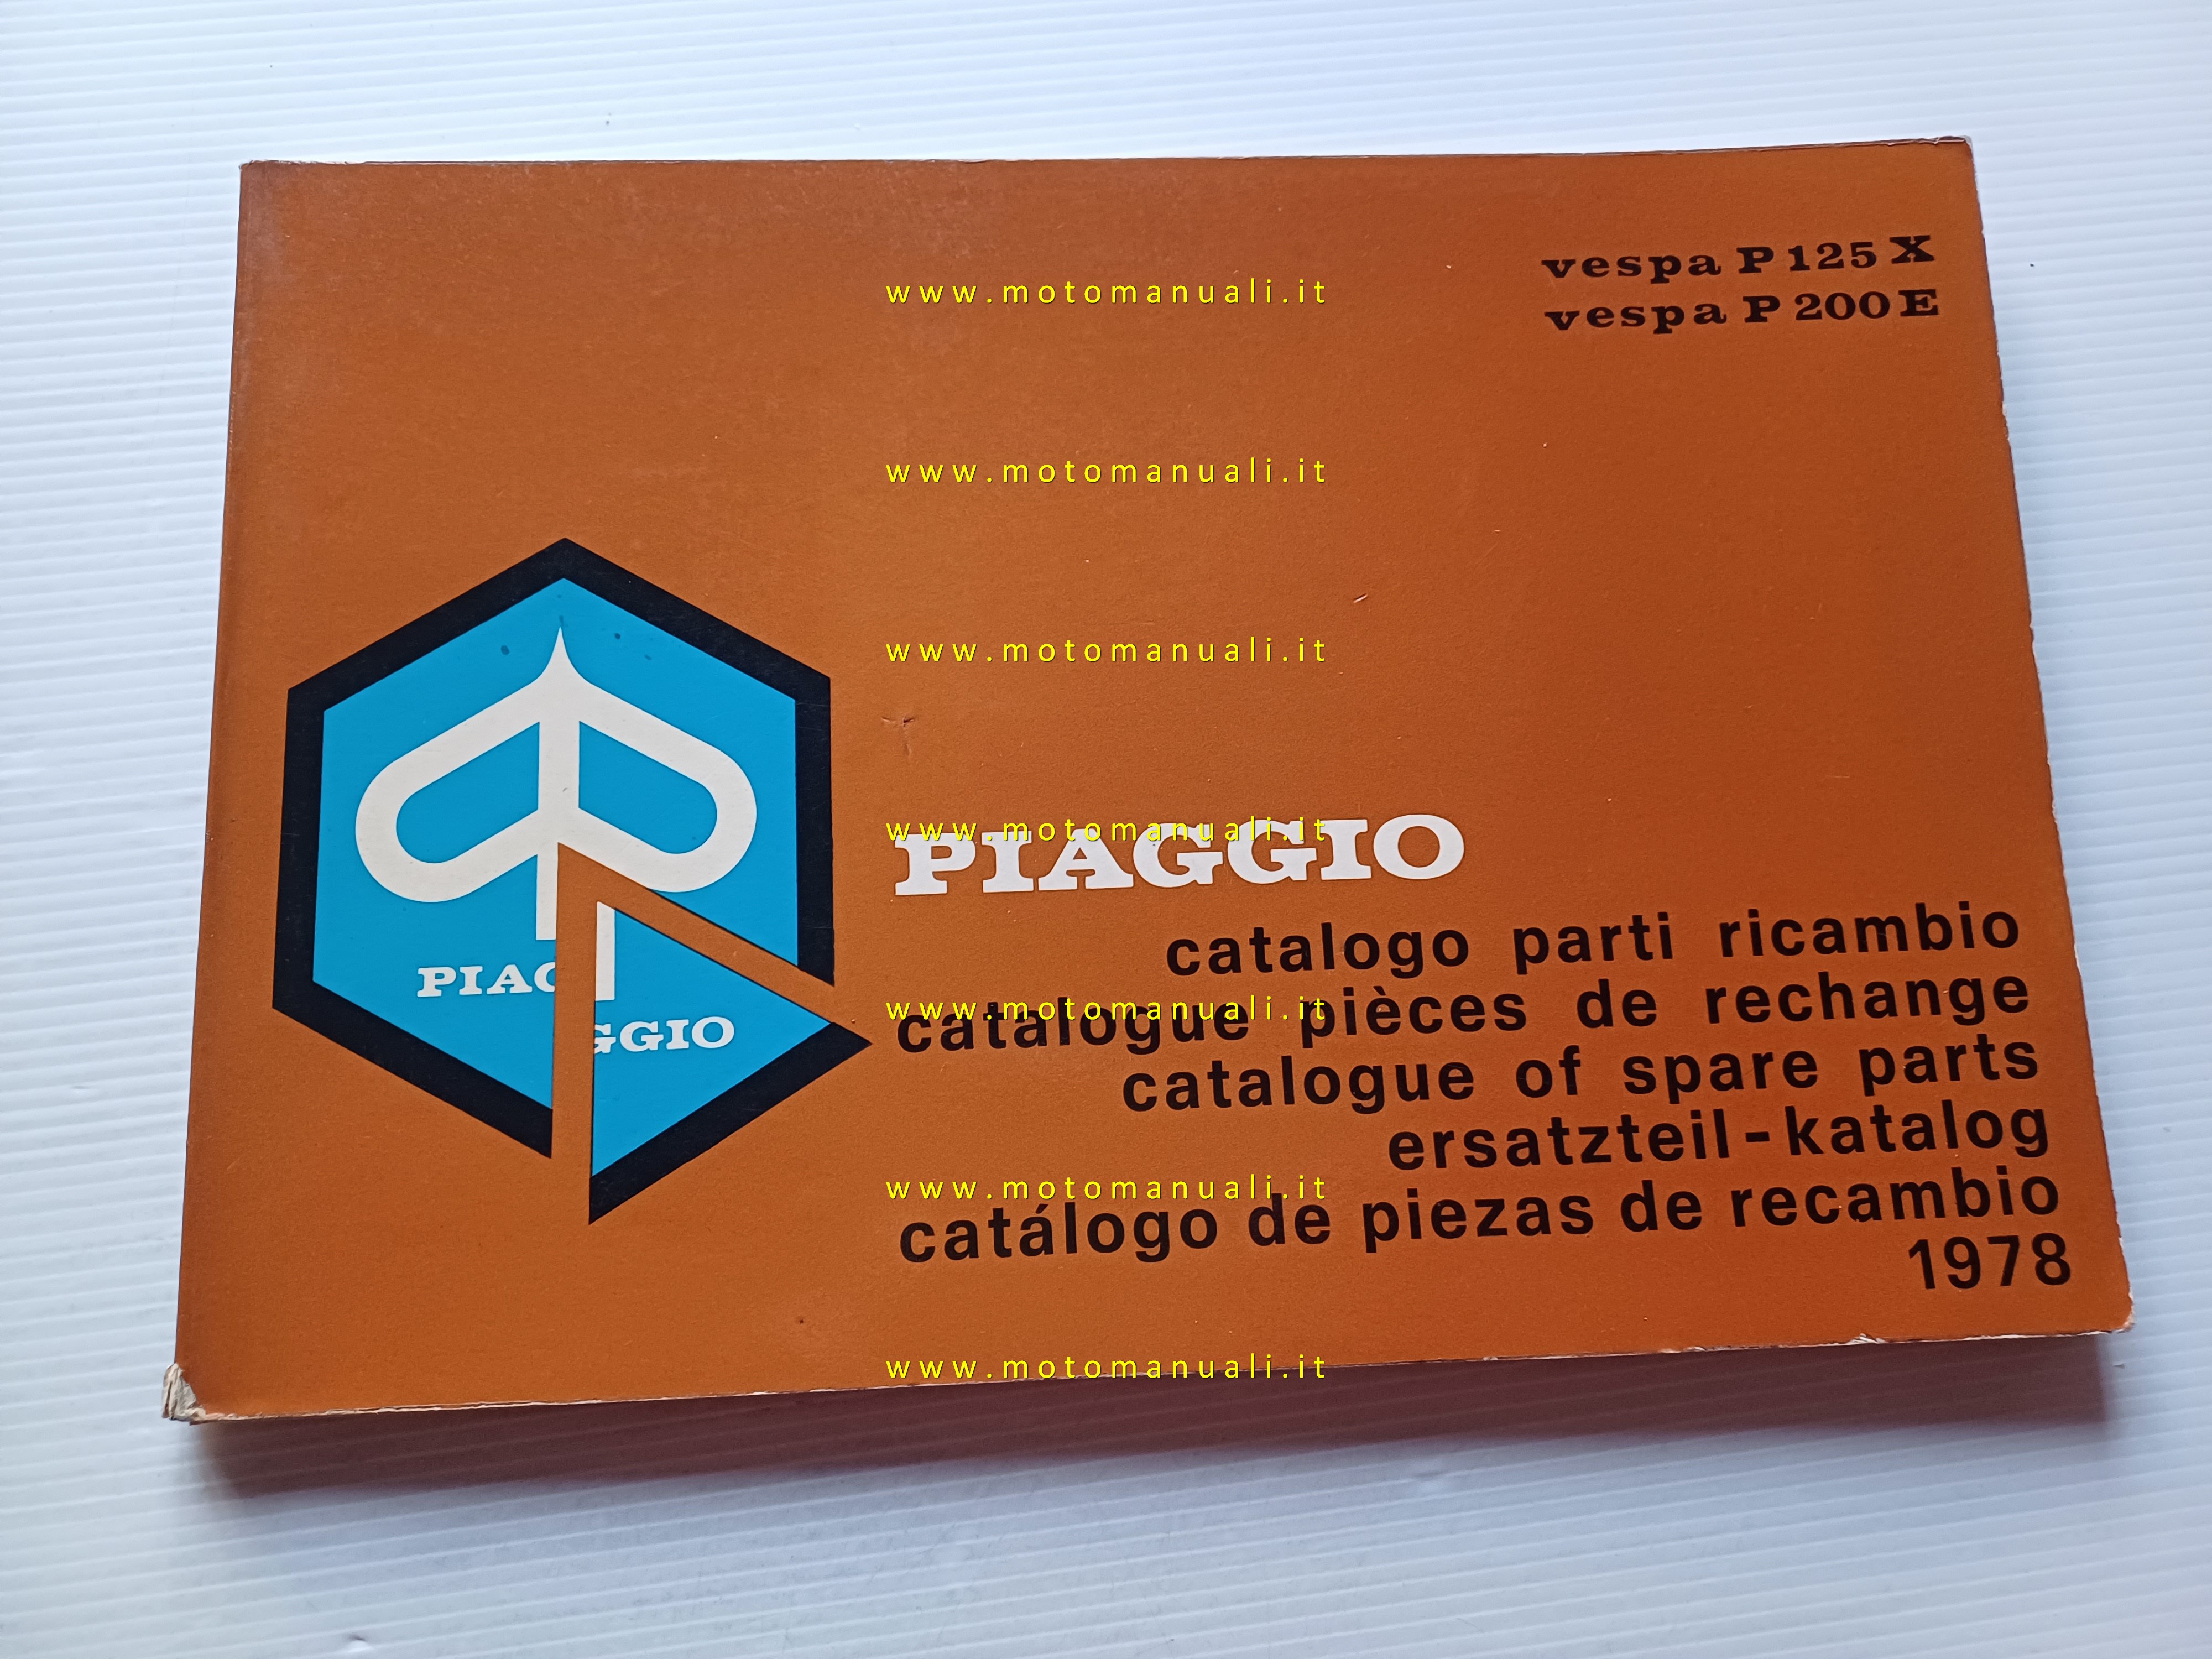 vespa P 125 X
vespa P 200 E
www.motomanuali.it
www.motomanuali.it
www.motomanuali.it
www.motomanuali.it
PIAGGIO
PIAG
GGIO
catalogo parti ricambio
www.motomanuali.it
catalogue pièces de rechange
catalogue of spare parts
ersatzteil-katalog
www.motomanuali.it
catálogo de piezas de recambio
1978
www.motomanuali.it